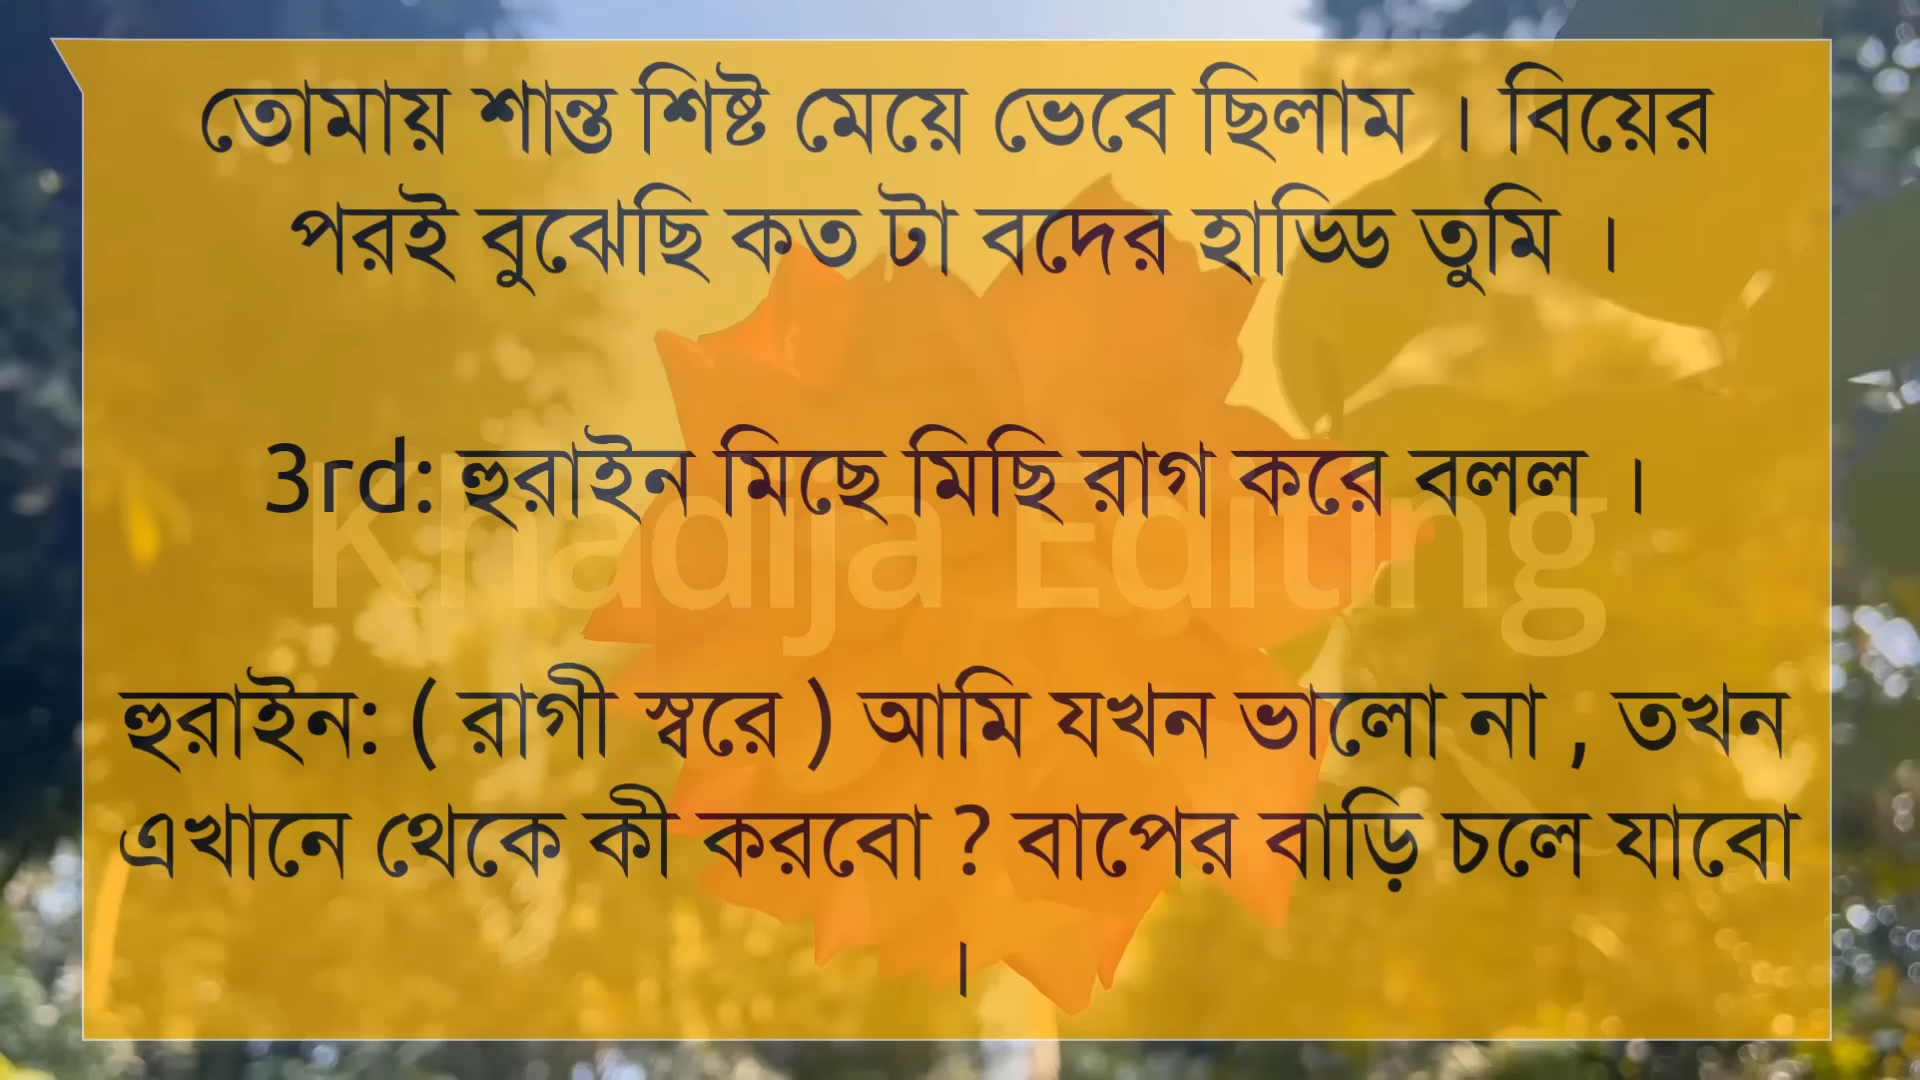 তোমায় শান্ত শিষ্ট মেয়ে ভেবে ছিলাম । বিয়ের
পরই বুঝেছি কত টা বদের হাড্ডি তুমি ।
3rd: হুরাইন মিছে মিছি রাগ করে বলল ।
Khadija Editing
হুরাইন: ( রাগী স্বরে ) আমি যখন ভালো না , তখন
এখানে থেকে কী করবো ? বাপের বাড়ি চলে যাবো
।